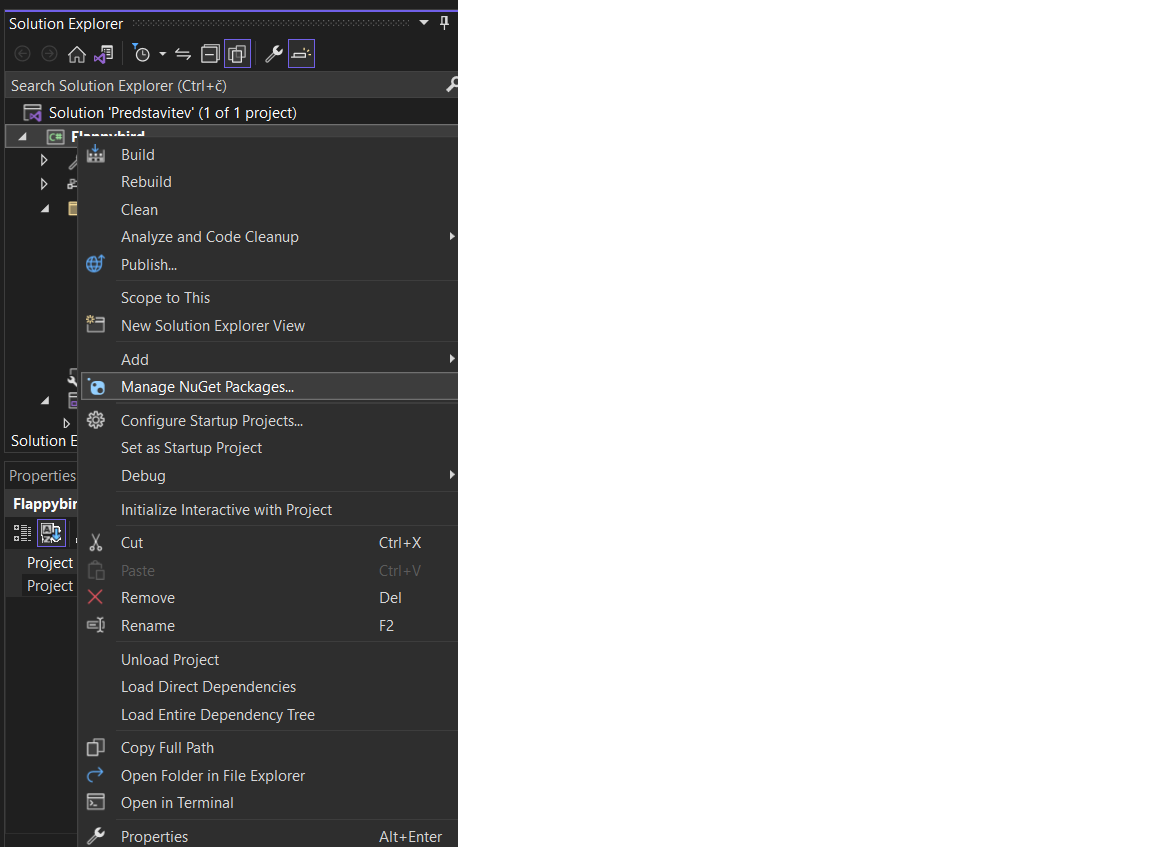 Solution Explorer
Search Solution Explorer (Ctrl+č)
Solution 'Predstavitev' (1 of 1 project)
C# Flappybird
Build
Rebuild
Clean
Analyze and Code Cleanup
Publish...
Scope to This
New Solution Explorer View
Add
Manage NuGet Packages...
Configure Startup Projects...
Solution E
Set as Startup Project
Properties
Debug
Flappybir
Initialize Interactive with Project
Cut Ctrl+X
Project
Paste Ctrl+V
Project
Remove Del
Rename F2
Unload Project
Load Direct Dependencies
Load Entire Dependency Tree
Copy Full Path
Open Folder in File Explorer
Open in Terminal
Properties Alt+Enter